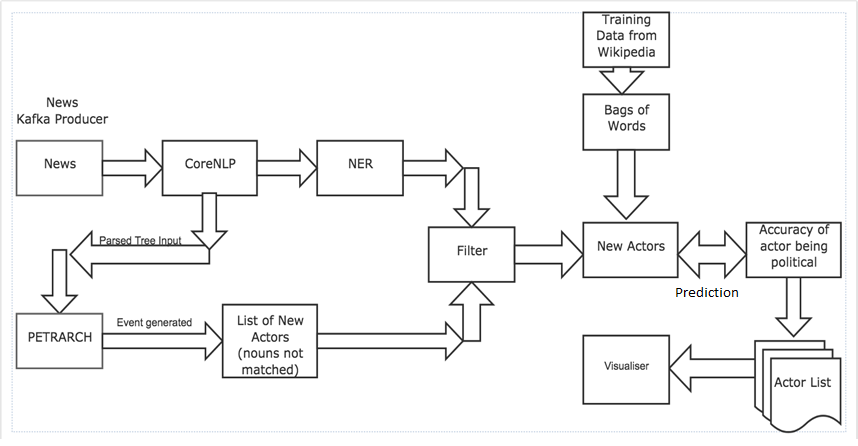 Training
Data from
Wikipedia
News
Kafka Producer
Bags of
Words
News
CoreNLP
NER
Parsed Tree Input
Filter
New Actors
Accuracy of
actor being
political
Prediction
PETRARCH
Event generated
List of New
Actors
(nouns not
matched)
Visualiser
Actor List